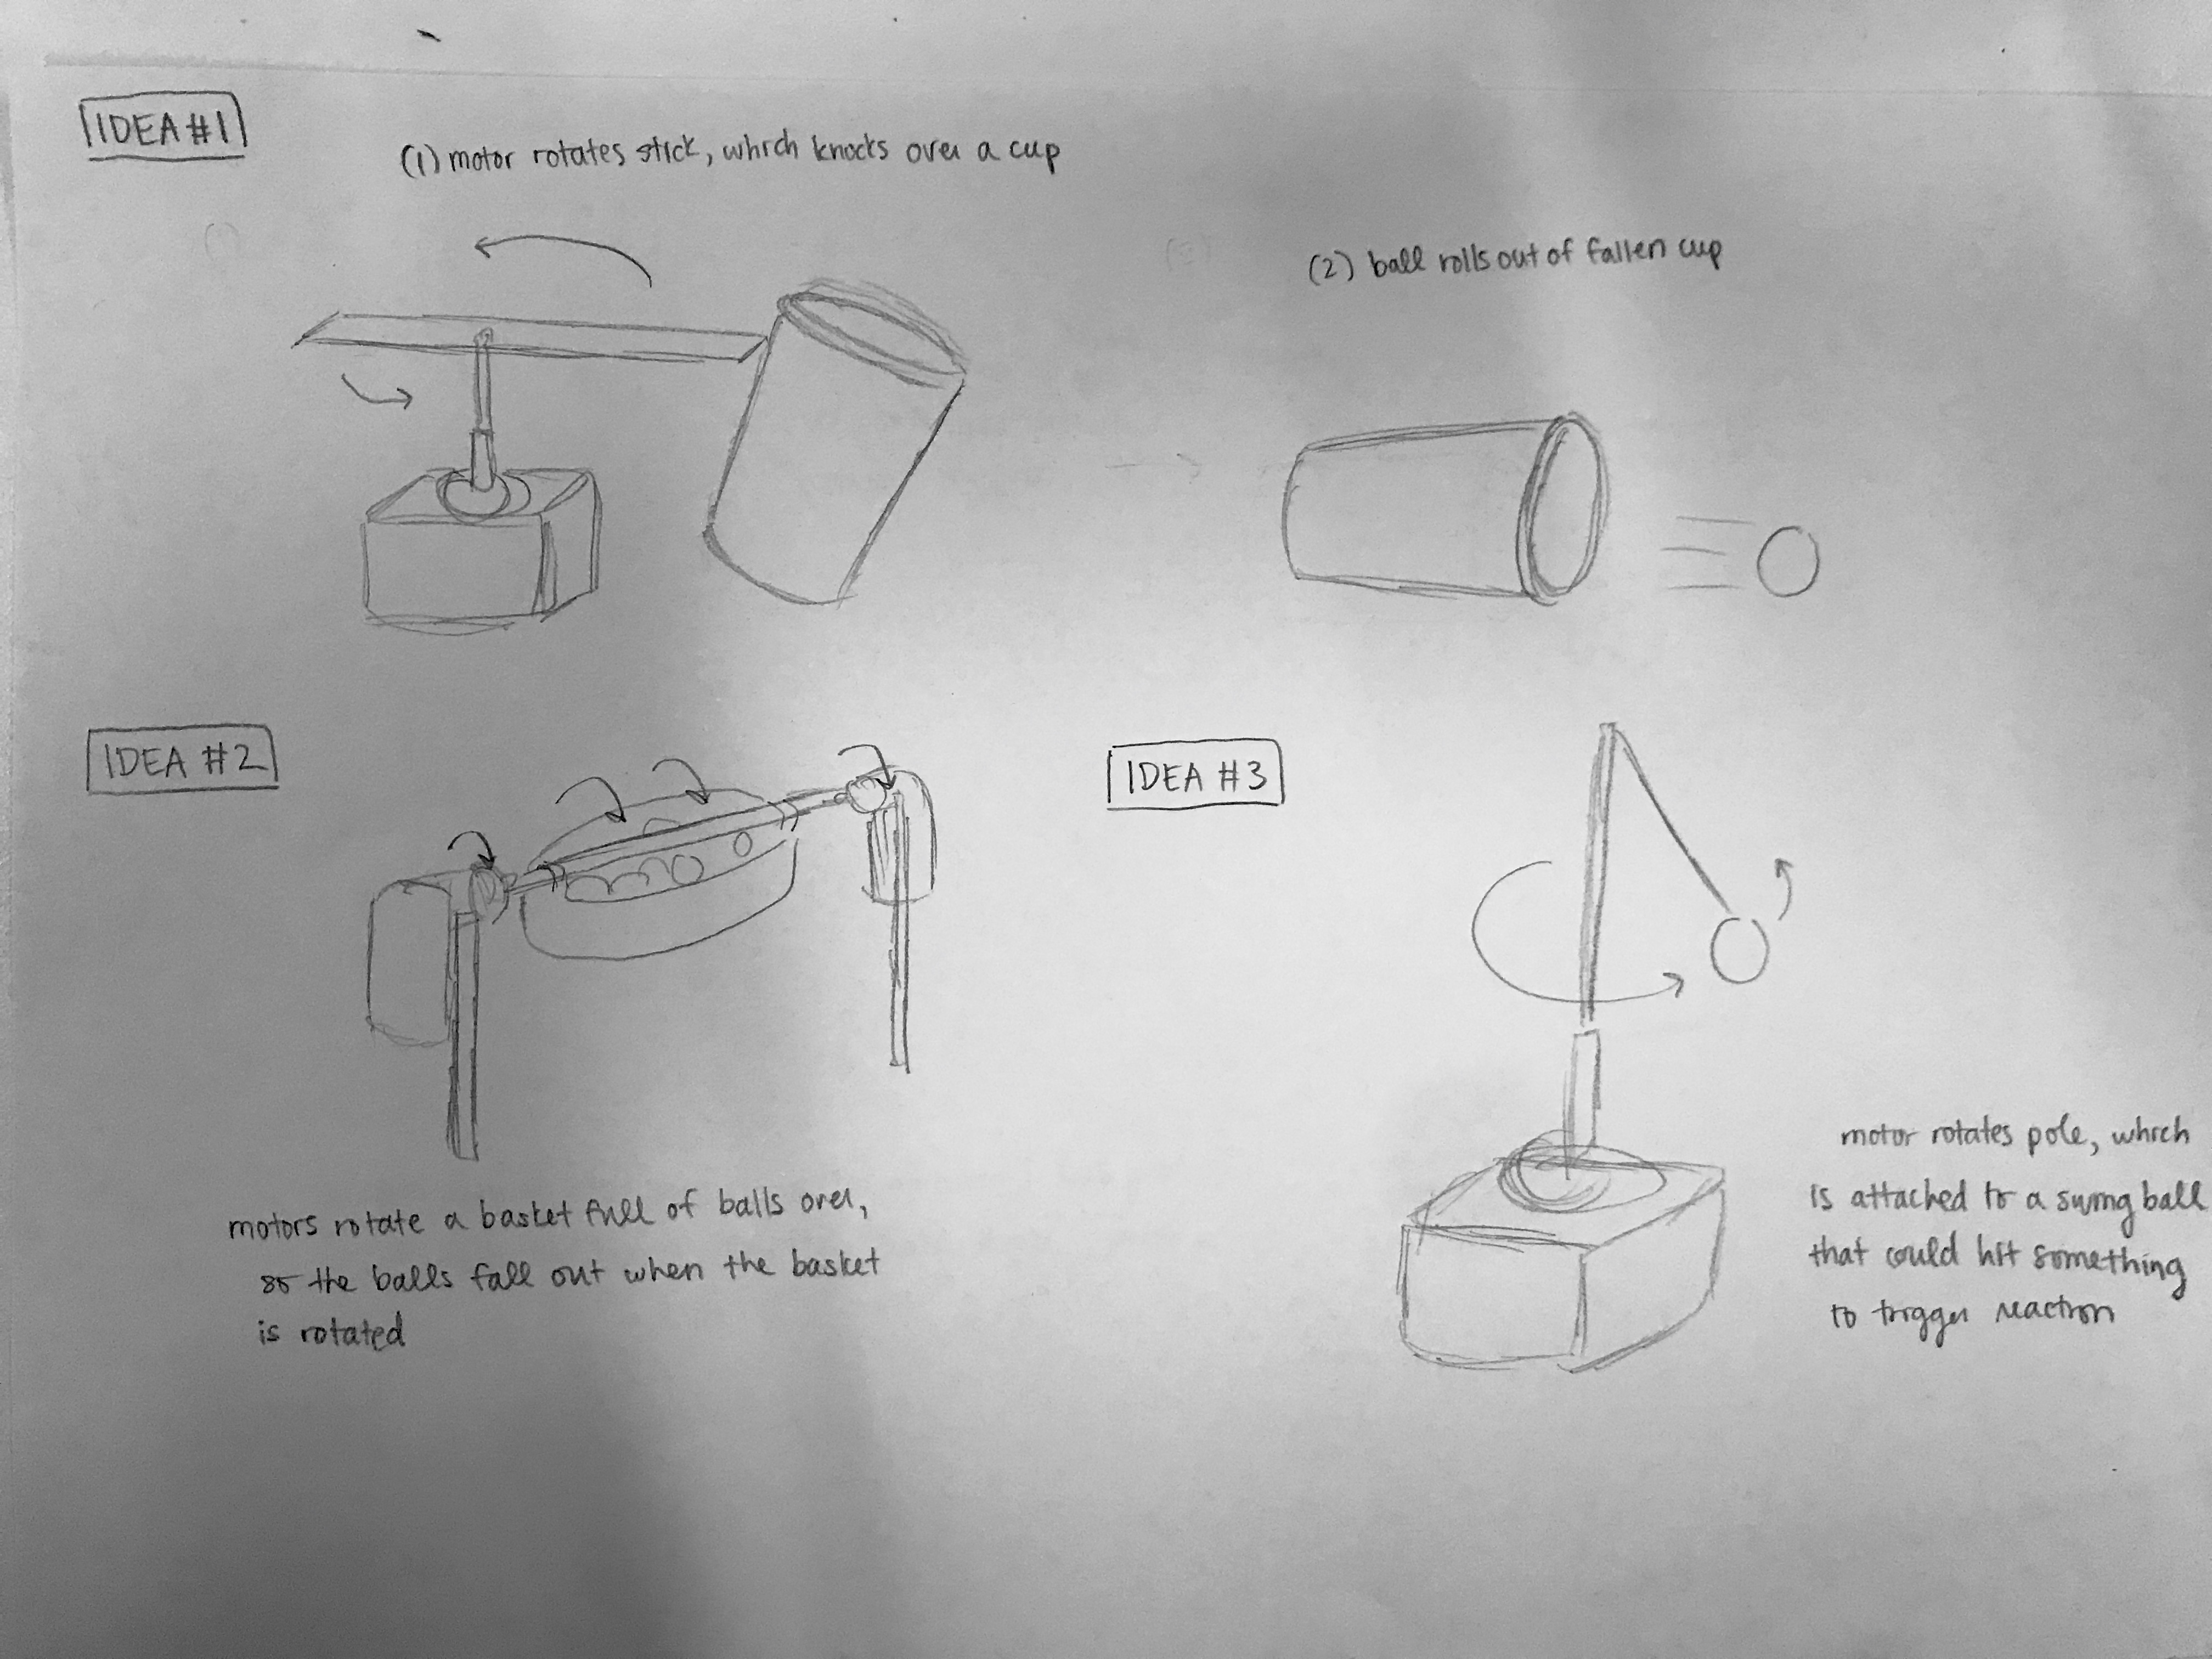 IDEA #1
(1) motor rotates stick, which knocks over a cup
(2) ball rolls out of fallen cup
IDEA #2
motors rotate a basket full of balls over,
so the balls fall out when the basket
is rotated
IDEA #3
motor rotates pole, which
is attached to a swing ball
that could hit something
to trigger reaction